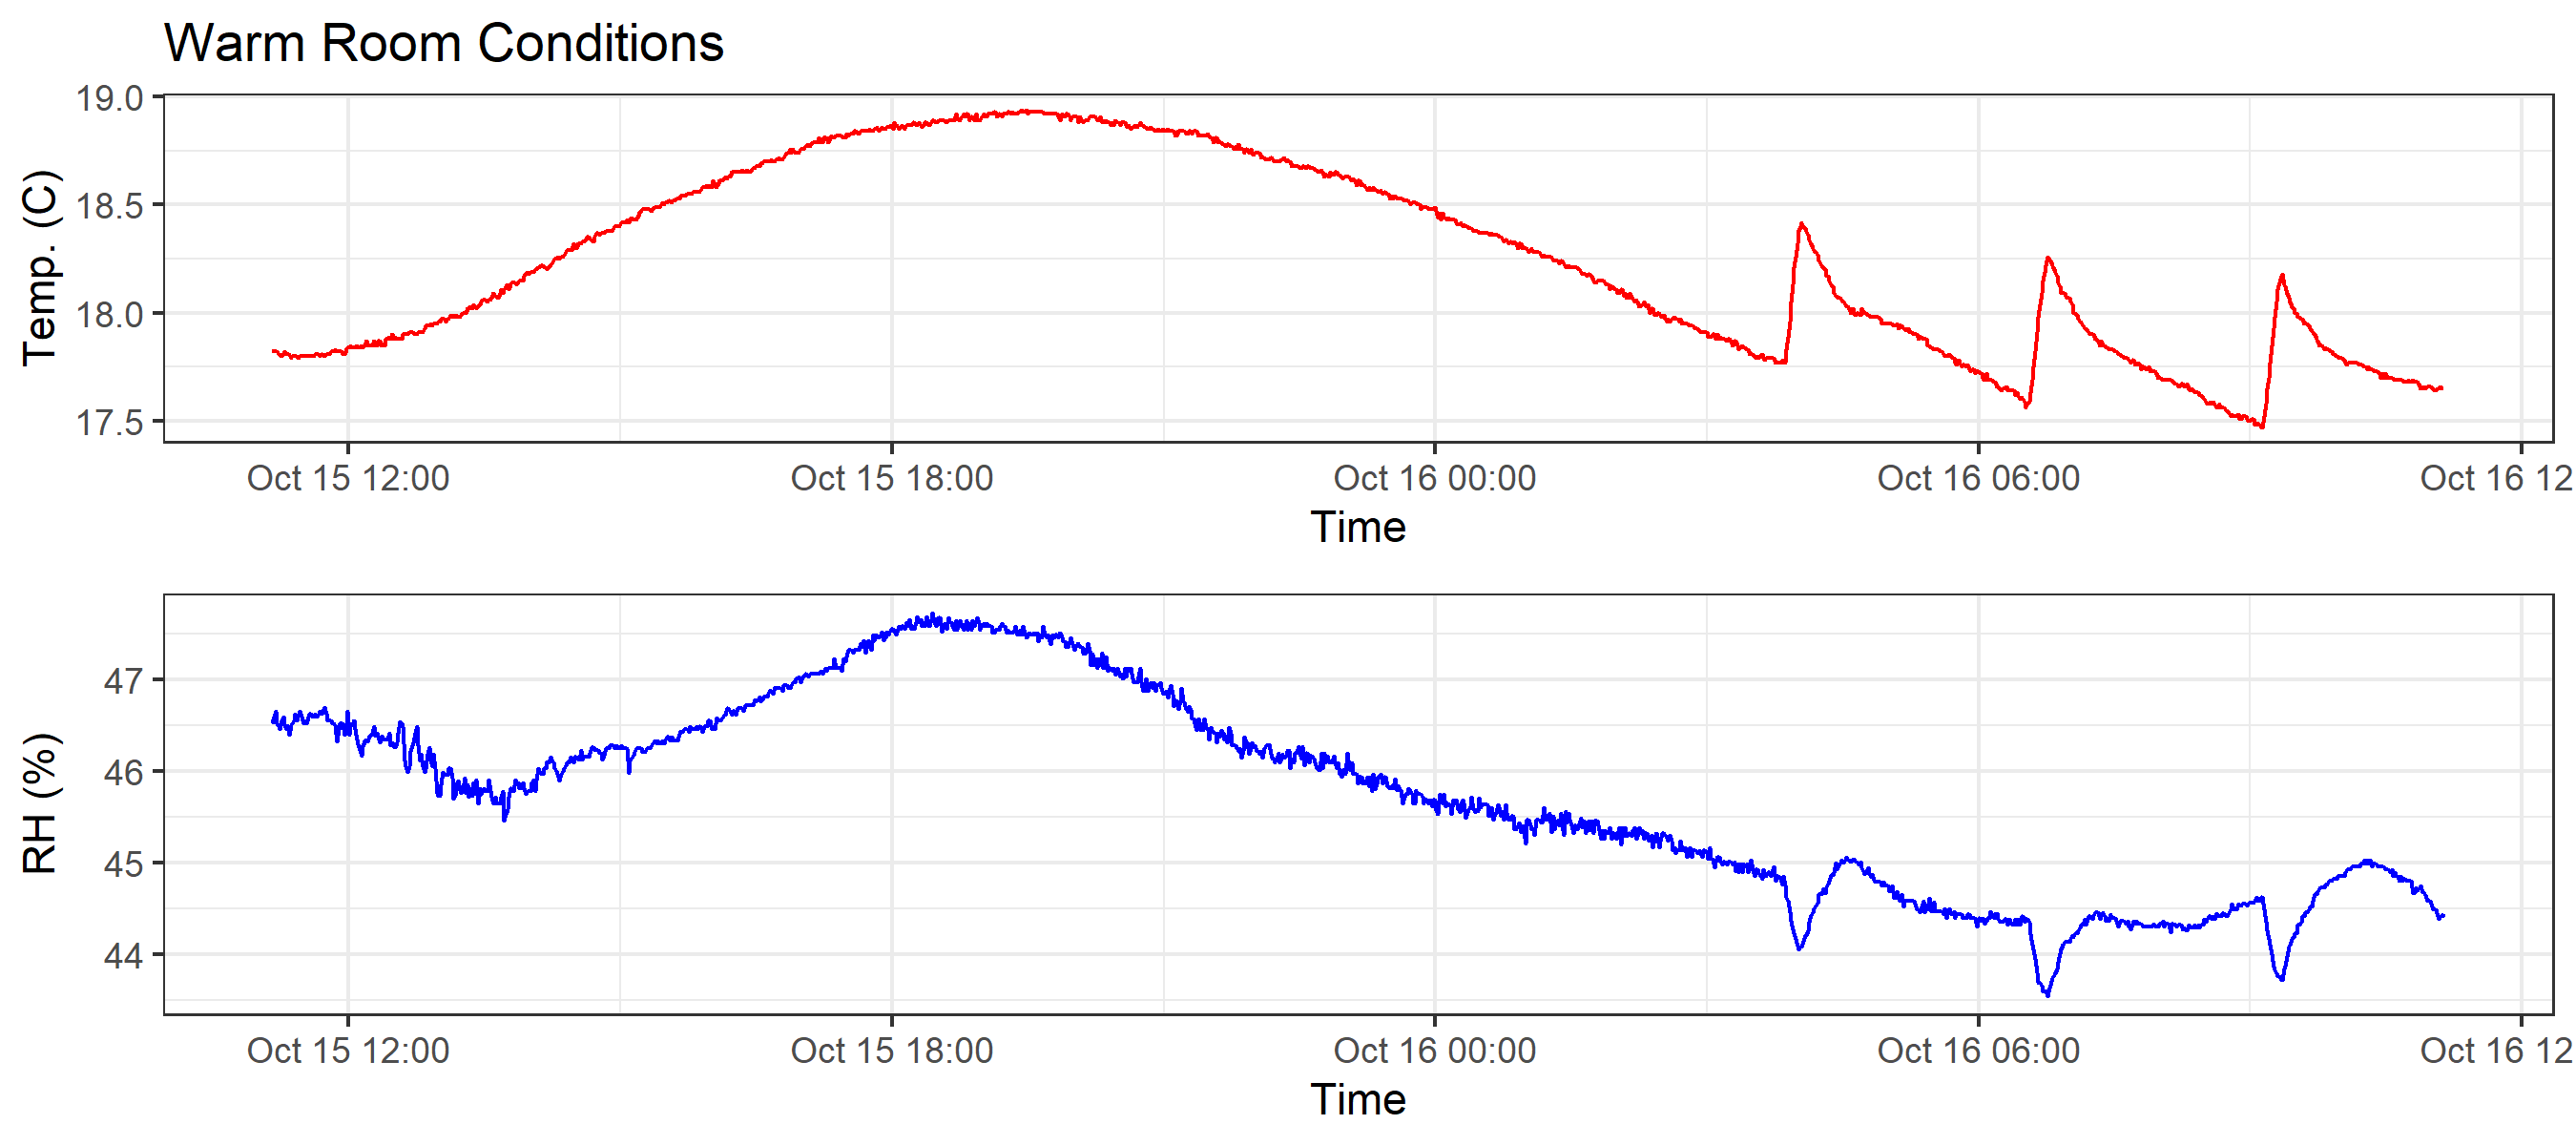 Warm Room Conditions
Temp. (C)
19.0
18.5
18.0
17.5
Oct 15 12:00 Oct 15 18:00 Oct 16 00:00 Oct 16 06:00 Oct 16 12
Time
RH (%)
47
46
45
44
Oct 15 12:00 Oct 15 18:00 Oct 16 00:00 Oct 16 06:00 Oct 16 12
Time